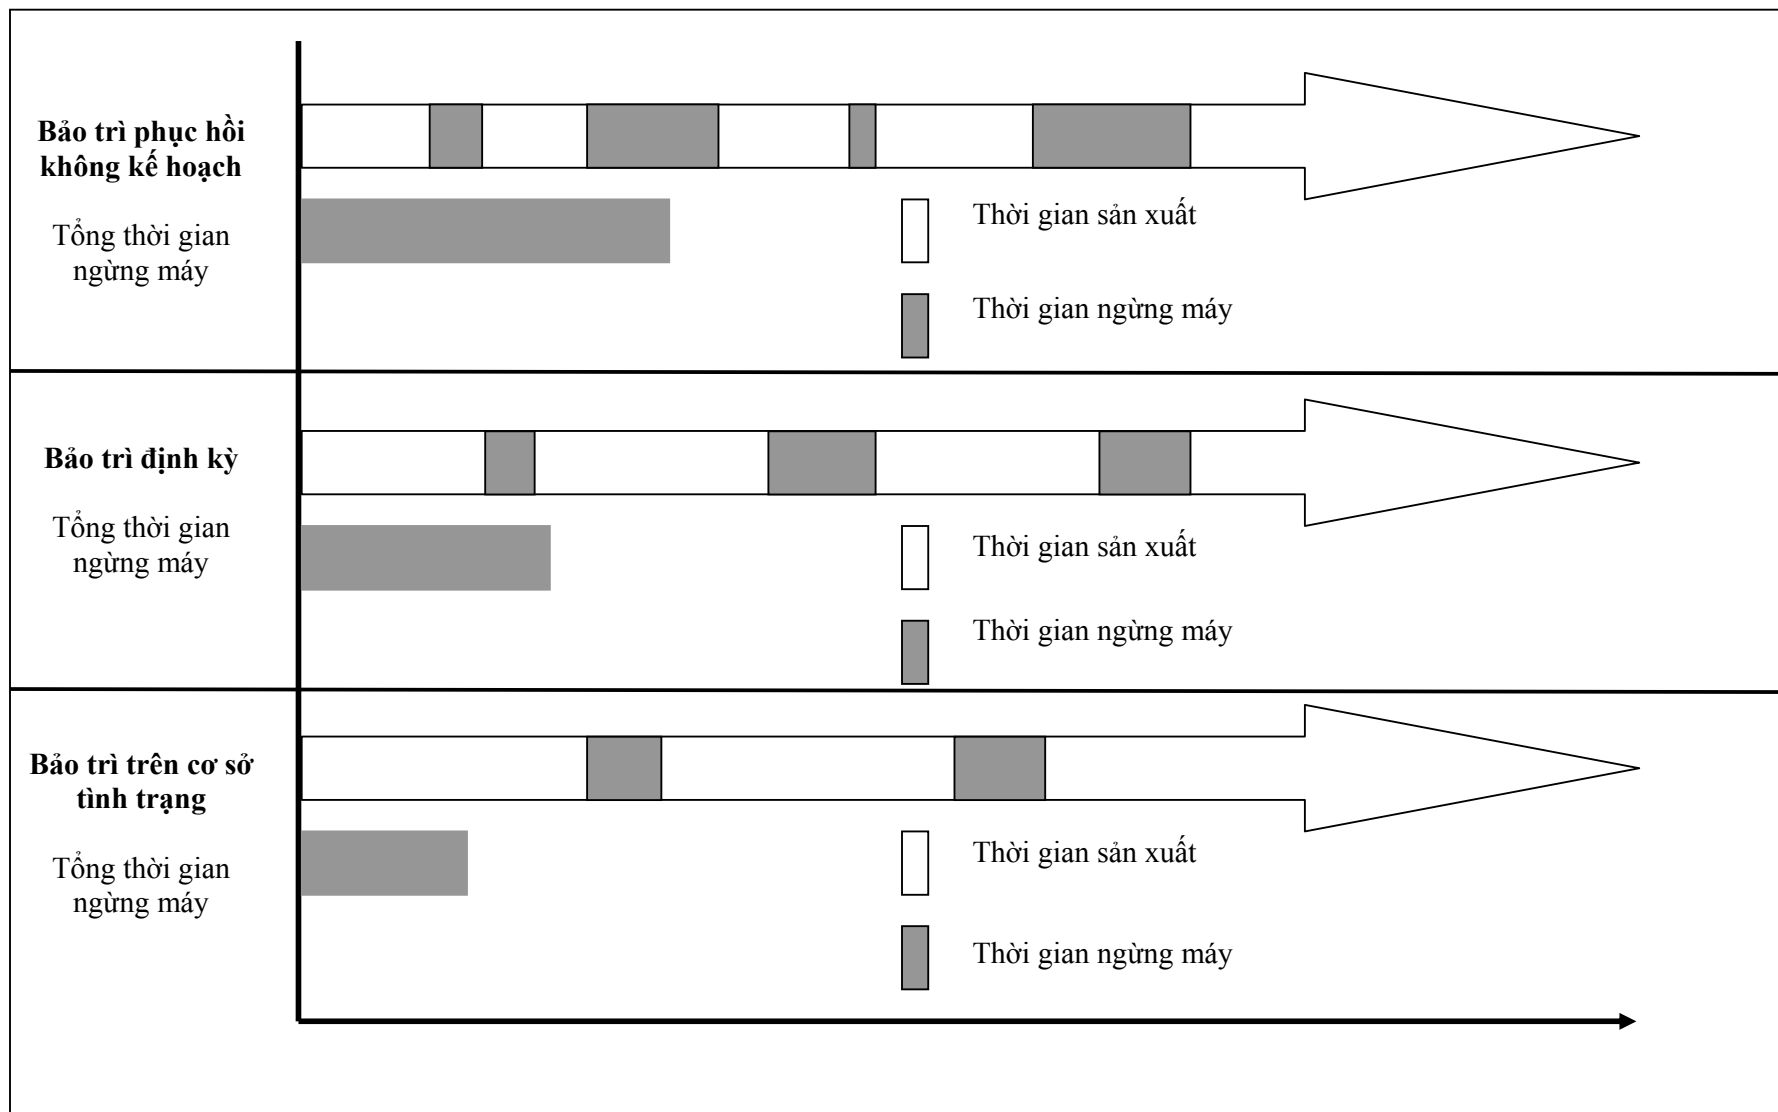 Bảo trì phục hồi
không kế hoạch
Tổng thời gian
ngừng máy
Thời gian sản xuất
Thời gian ngừng máy
Bảo trì định kỳ
Tổng thời gian
ngừng máy
Thời gian sản xuất
Thời gian ngừng máy
Bảo trì trên cơ sở
tình trạng
Tổng thời gian
ngừng máy
Thời gian sản xuất
Thời gian ngừng máy